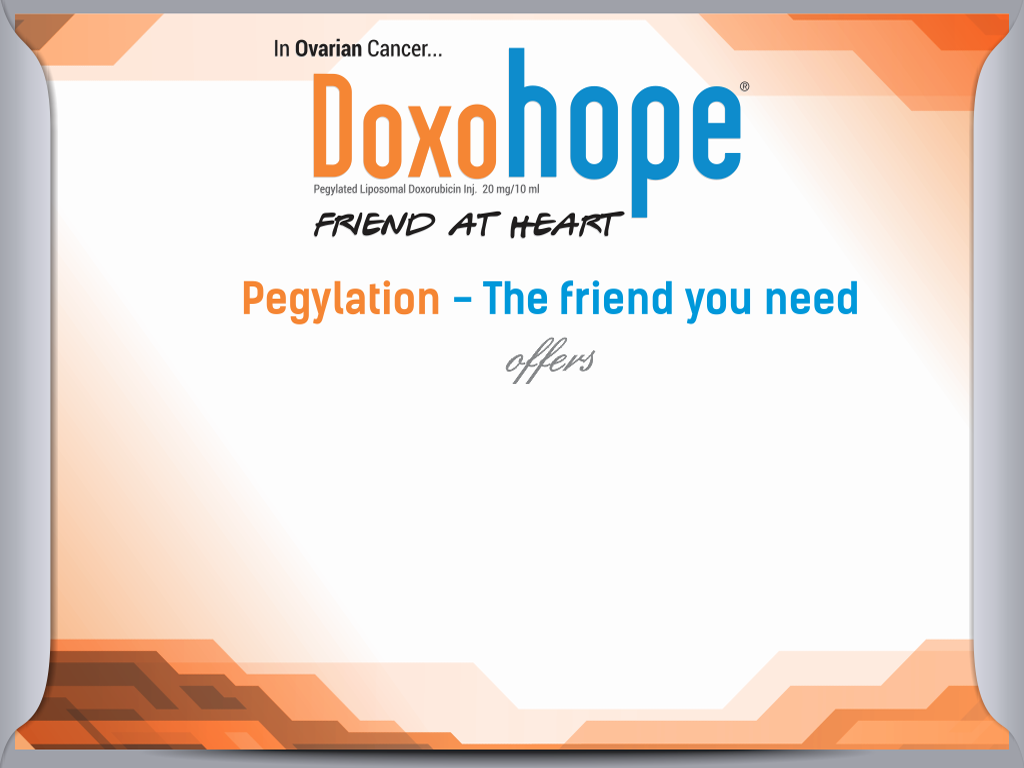 In Ovarian Cancer...
Doxohope®
Pegylated Liposomal Doxorubicin Inj. 20 mg/10 ml
FRIEND AT HEART
Pegylation – The friend you need
offers